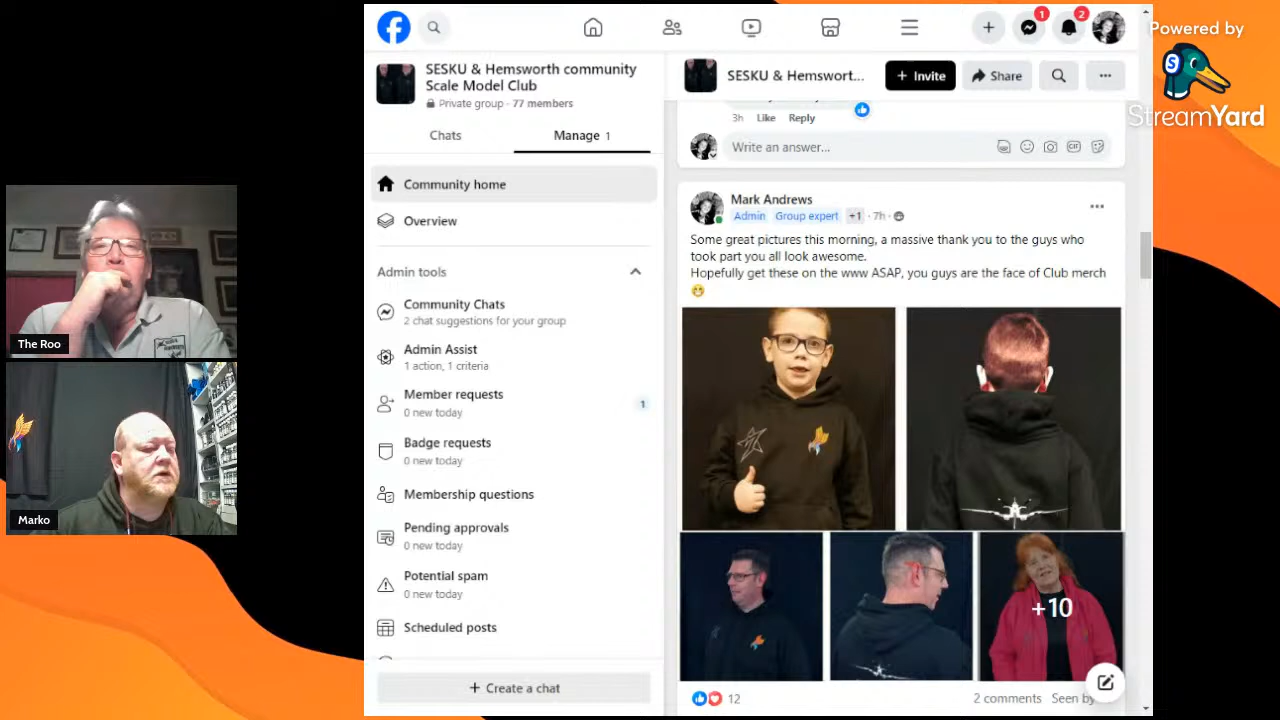 1
2
Powered by
StreamYard
SESKU & Hemsworth community
Scale Model Club
Private group · 77 members
SESKU & Hemswort...
+ Invite
Share
Chats
Manage 1
3h Like Reply
Write an answer...
GIF
Community home
Overview
Mark Andrews
Admin Group expert +1 · 7h ·
Some great pictures this morning, a massive thank you to the guys who
took part you all look awesome.
Hopefully get these on the www ASAP, you guys are the face of Club merch
Admin tools
Community Chats
2 chat suggestions for your group
Admin Assist
1 action, 1 criteria
Member requests
0 new today
1
Badge requests
0 new today
Membership questions
Pending approvals
0 new today
Potential spam
0 new today
Scheduled posts
+ Create a chat
+10
12
2 comments Seen by
The Roo
Marko